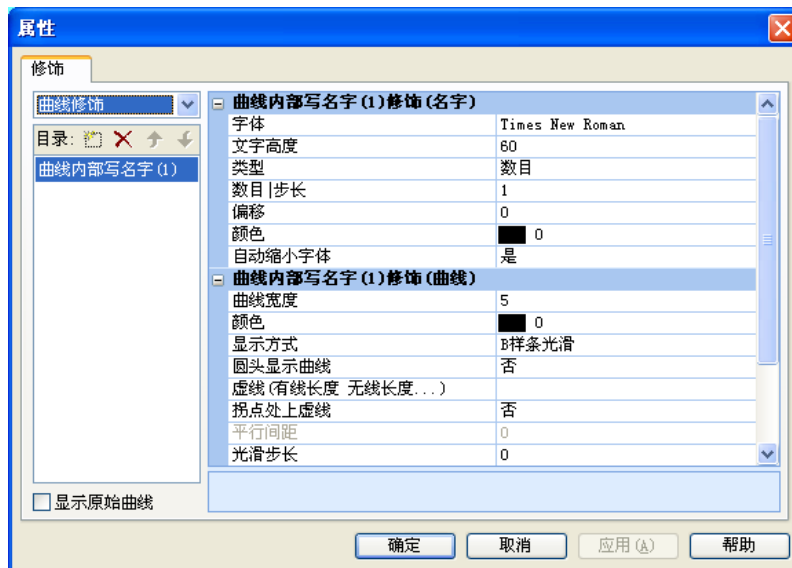 属性
修饰
曲线修饰
目录:
曲线内部写名字(1)
曲线内部写名字(1)修饰(名字)
字体 Times New Roman
文字高度 60
类型 数目
数目|步长 1
偏移 0
颜色 0
自动缩小字体 是
曲线内部写名字(1)修饰(曲线)
曲线宽度 5
颜色 0
显示方式 B样条光滑
圆头显示曲线 否
虚线(有线长度 无线长度...)
拐点处上虚线 否
平行间距 0
光滑步长 0
显示原始曲线
确定 取消 应用(A) 帮助